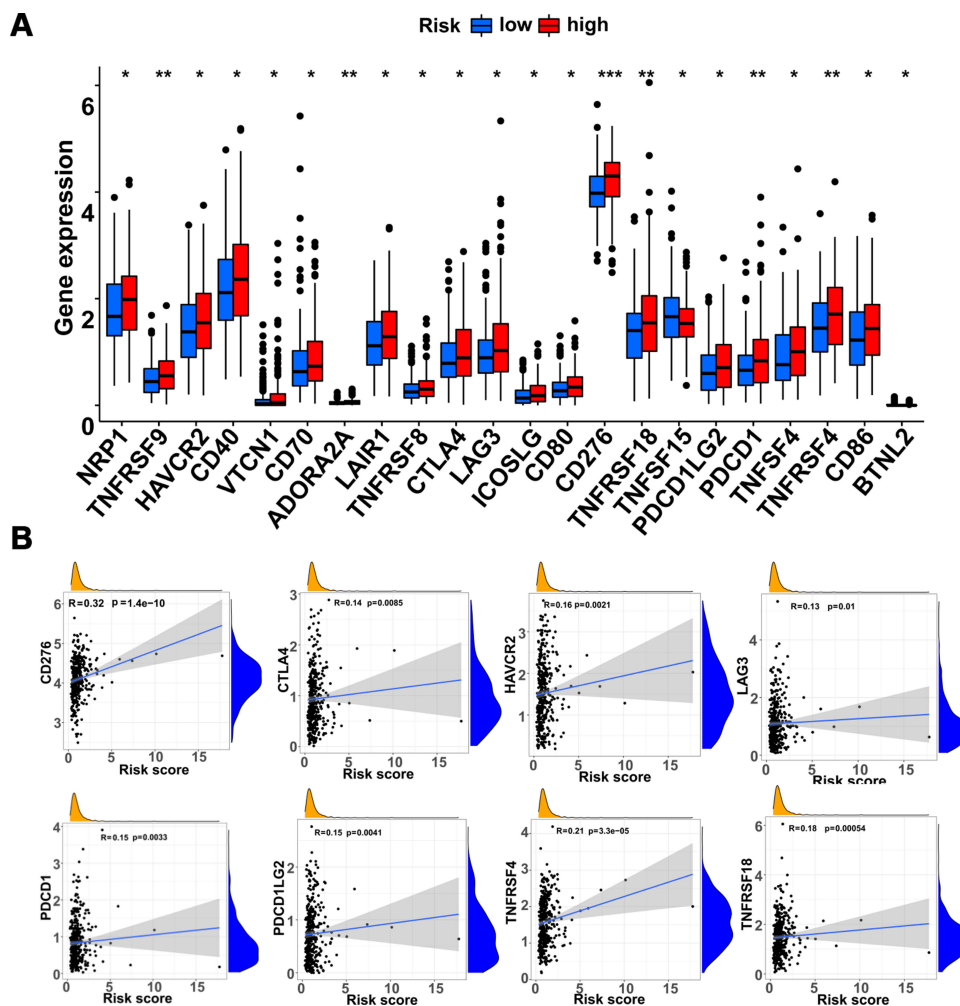 A
Risk low high
* ** * * * * ** * * * * * * *** ** * * ** * ** * *
Gene expression
6
4
2
0
NRP1 TNFRSF9 HAVCR2 CD40 VTCN1 CD70 ADORA2A LAIR1 TNFRSF8 CTLA4 LAG3 ICOSLG CD80 CD276 TNFRSF18 TNFSF15 PDCD1LG2 PDCD1 TNFSF4 TNFRSF4 CD86 BTNL2
B
R=0.32 p=1.4e-10
CD276
6
5
4
3
0 5 10 15
Risk score
R=0.14 p=0.0085
CTLA4
3
2
1
0
0 5 10 15
Risk score
R=0.16 p=0.0021
HAVCR2
3
2
1
0 5 10 15
Risk score
R=0.13 p=0.01
LAG3
4
2
0
0 5 10 15
Risk score
R=0.15 p=0.0033
PDCD1
4
3
2
1
0
0 5 10 15
Risk score
R=0.15 p=0.0041
PDCD1LG2
2
1
0
0 5 10 15
Risk score
R=0.21 p=3.3e-05
TNFRSF4
4
3
2
1
0
0 5 10 15
Risk score
R=0.18 p=0.00054
TNFRSF18
6
4
2
0
0 5 10 15
Risk score